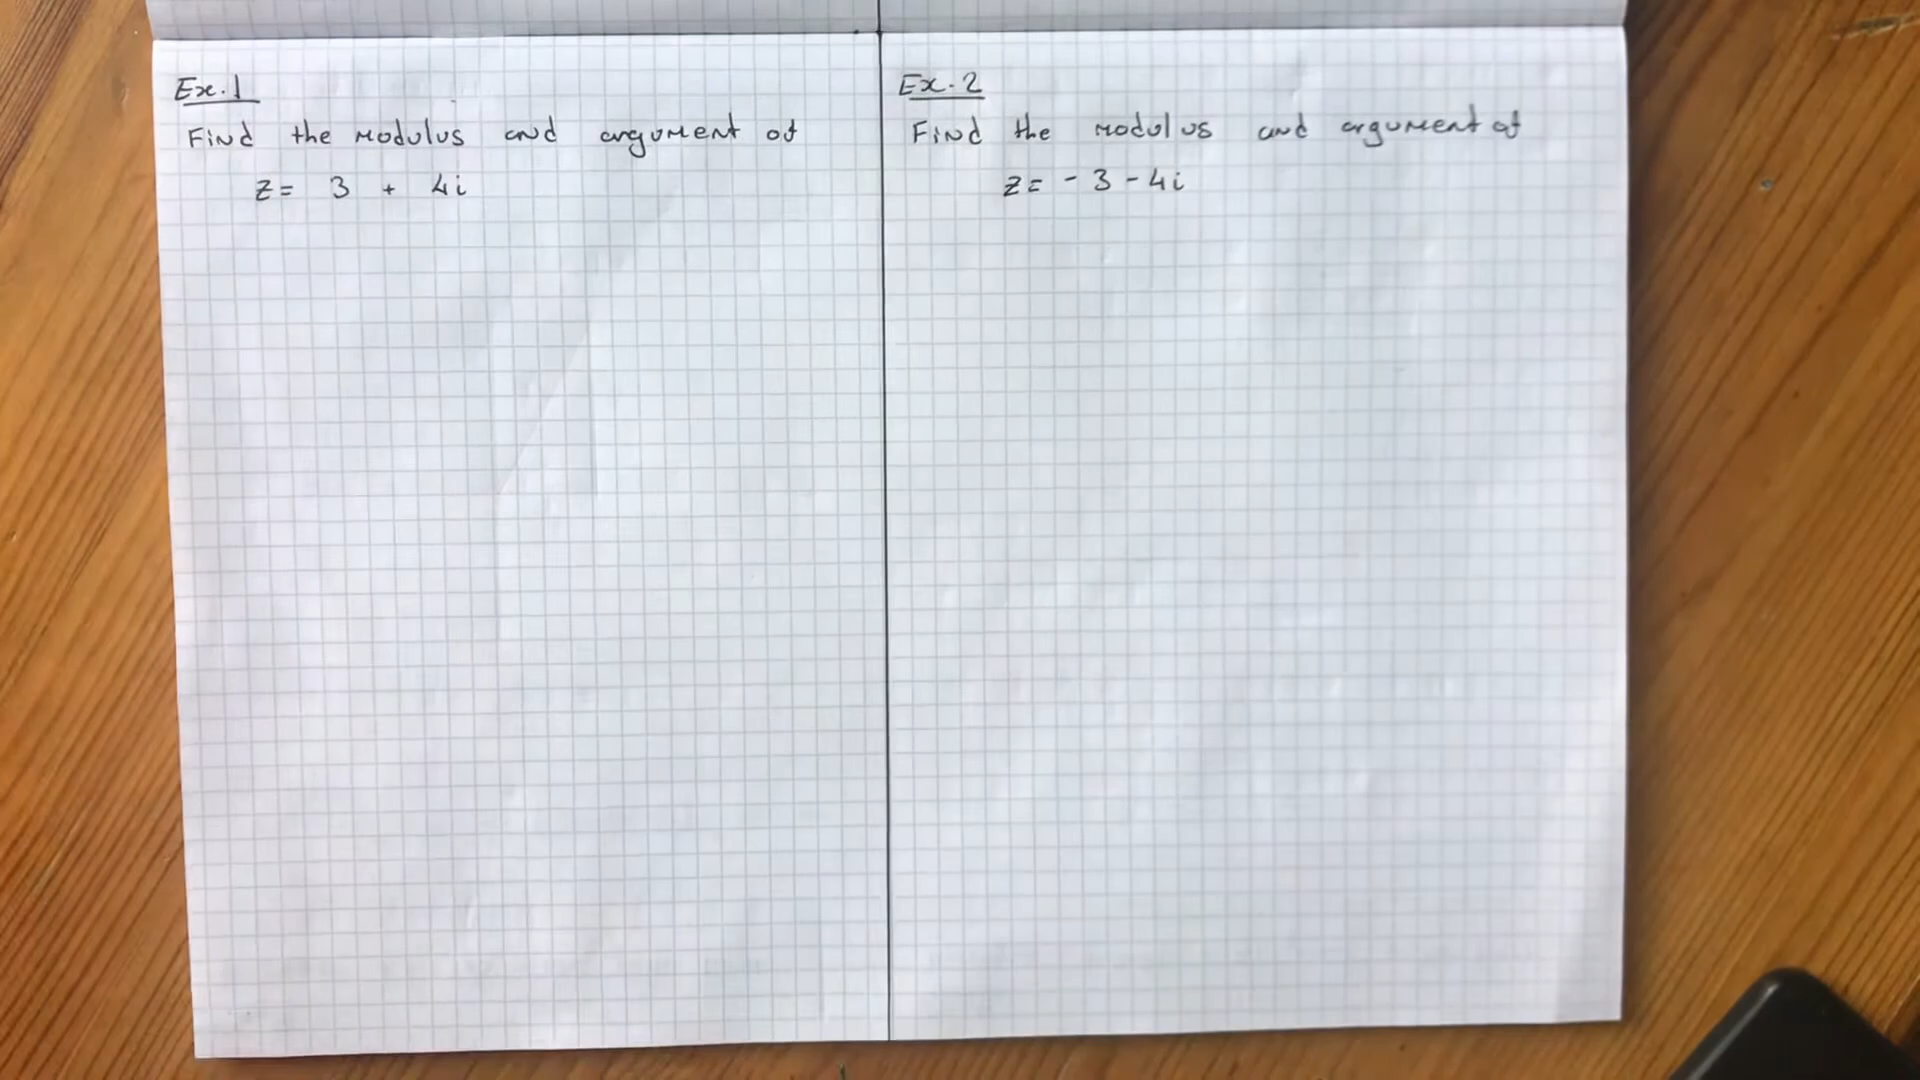 Ex.1
Find the modulus and argument of
z = 3 + 4i
Ex.2
Find the modulus and argument of
z = -3 - 4i